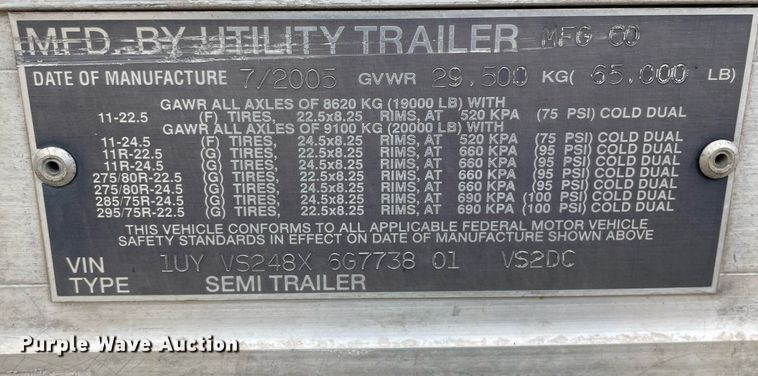 MFD. BY UTILITY TRAILER MFG CO
DATE OF MANUFACTURE 7/2005 GVWR 29,500 KG( 65,000 LB)
GAWR ALL AXLES OF 8620 KG (19000 LB) WITH
11-22.5 (F) TIRES, 22.5x8.25 RIMS, AT 520 KPA (75 PSI) COLD DUAL
GAWR ALL AXLES OF 9100 KG (20000 LB) WITH
11-24.5 (F) TIRES, 24.5x8.25 RIMS, AT 520 KPA (75 PSI) COLD DUAL
11R-22.5 (G) TIRES, 22.5x8.25 RIMS, AT 660 KPA (95 PSI) COLD DUAL
11R-24.5 (G) TIRES, 24.5x8.25 RIMS, AT 660 KPA (95 PSI) COLD DUAL
275/80R-22.5 (G) TIRES, 22.5x8.25 RIMS, AT 660 KPA (95 PSI) COLD DUAL
275/80R-24.5 (G) TIRES, 24.5x8.25 RIMS, AT 660 KPA (95 PSI) COLD DUAL
285/75R-24.5 (G) TIRES, 24.5x8.25 RIMS, AT 690 KPA (100 PSI) COLD DUAL
295/75R-22.5 (G) TIRES, 22.5x8.25 RIMS, AT 690 KPA (100 PSI) COLD DUAL
THIS VEHICLE CONFORMS TO ALL APPLICABLE FEDERAL MOTOR VEHICLE
SAFETY STANDARDS IN EFFECT ON DATE OF MANUFACTURE SHOWN ABOVE
VIN 1UY VS248X 6G7738 01 VS2DC
TYPE SEMI TRAILER
Purple Wave Auction